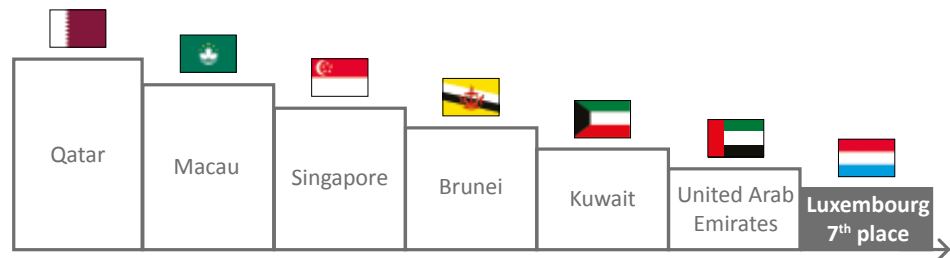 Qatar
Macau
Singapore
Brunei
Kuwait
United Arab
Emirates
Luxembourg
7th place